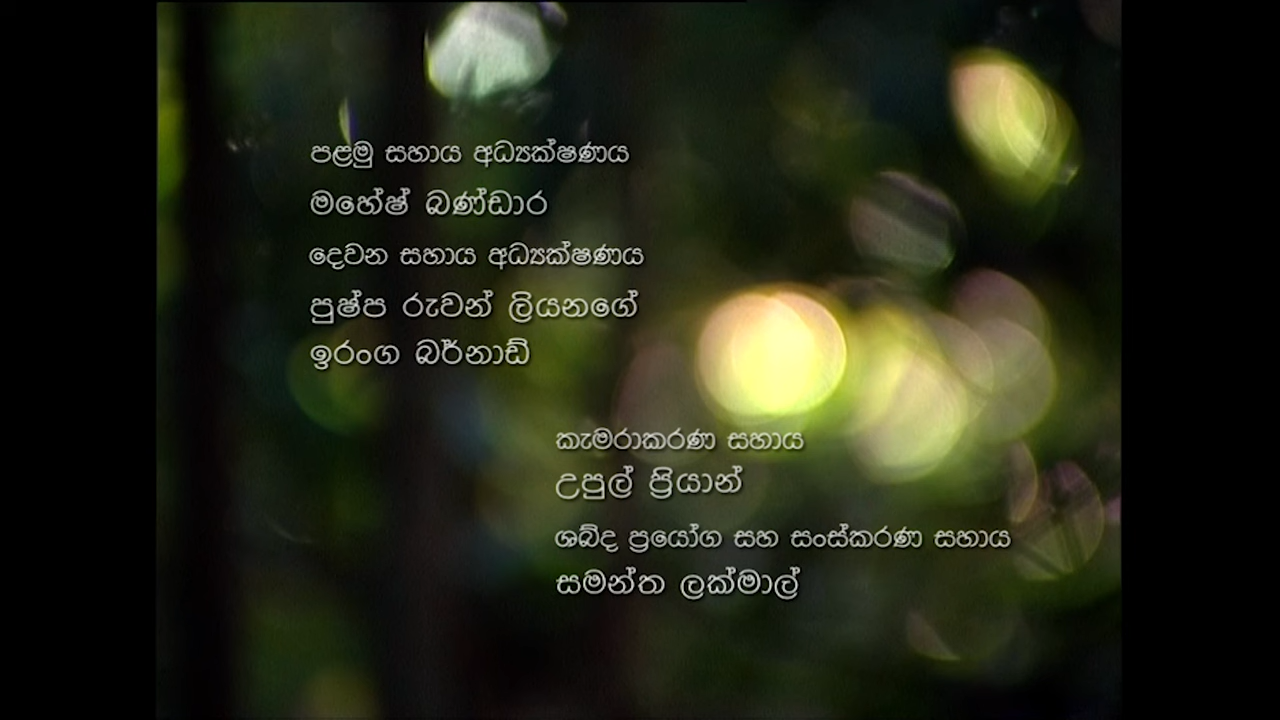 පළමු සහාය අධ්‍යක්ෂණය
මහේෂ් බණ්ඩාර
දෙවන සහාය අධ්‍යක්ෂණය
පුෂ්ප රුවන් ලියනගේ
ඉරංග බර්නාඩ්
කැමරාකරණ සහාය
උපුල් ප්‍රියාන්
ශබ්ද ප්‍රයෝග සහ සංස්කරණ සහාය
සමන්ත ලක්මාල්